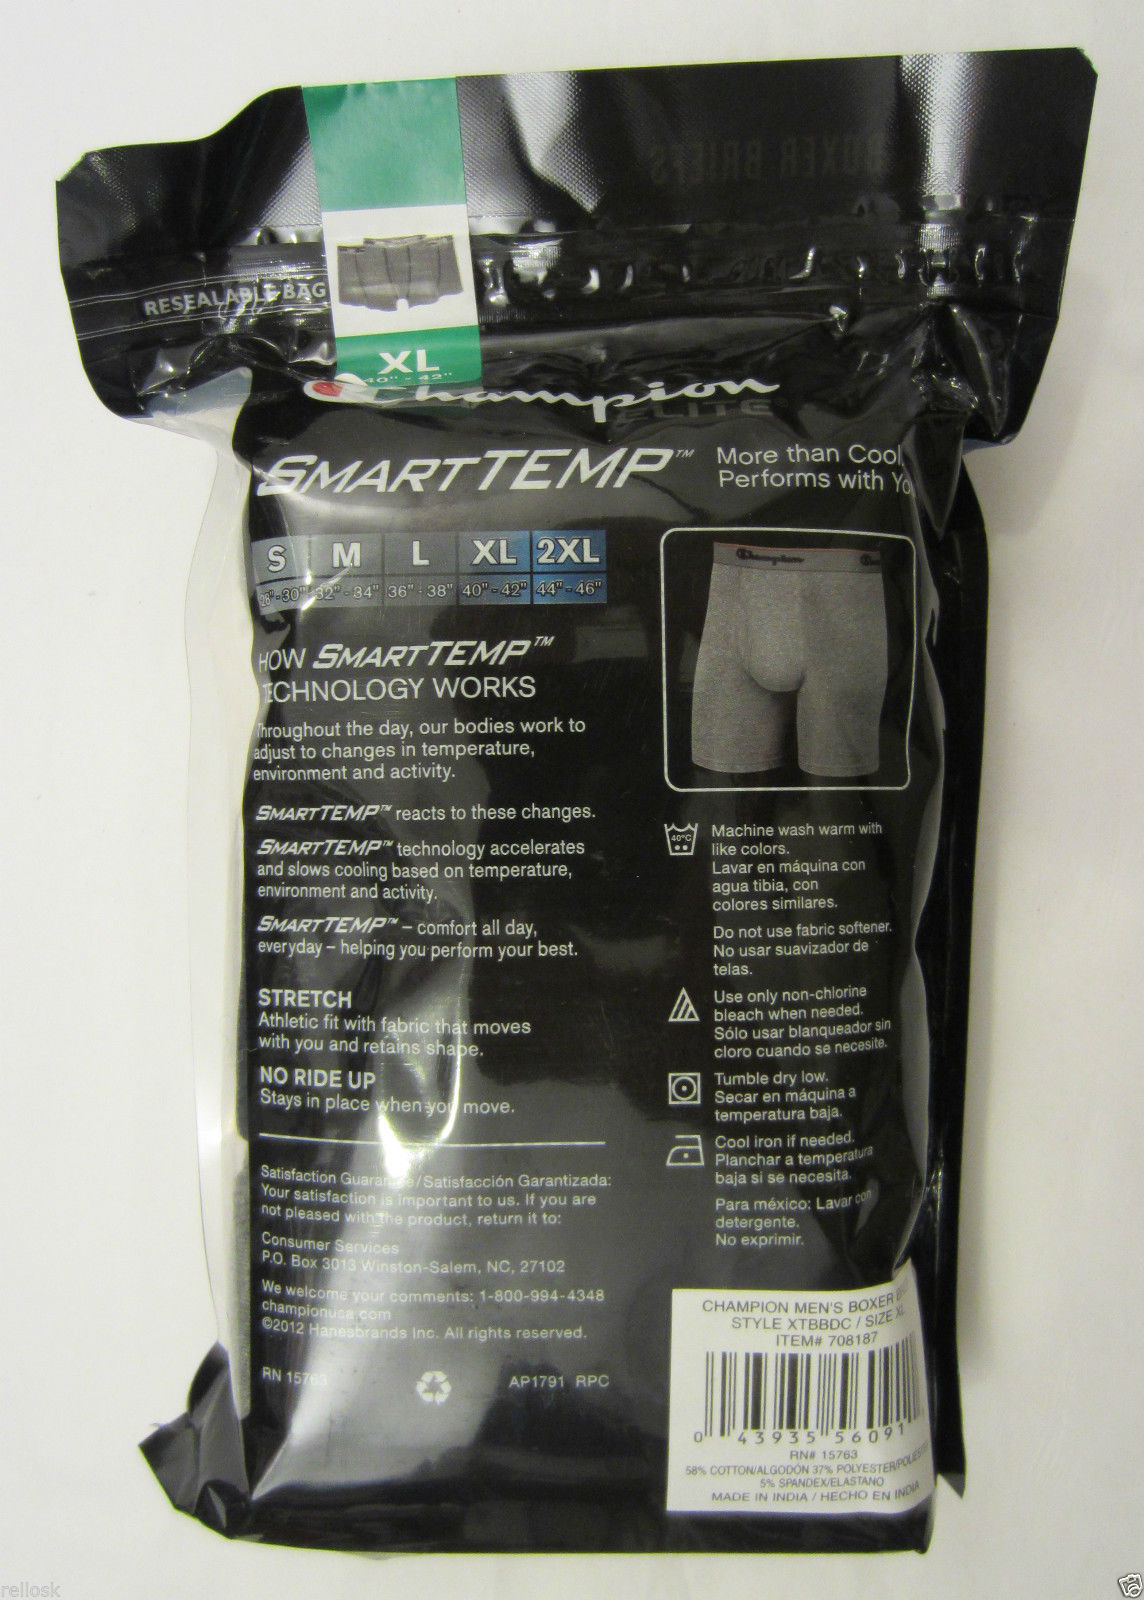 BOXER BRIEFS
RESEALABLE BAG
XL
40" - 42"
Champion
ELITE
SMARTTEMP™
More than Cool
Performs with
S M L XL 2XL
28"-30" 32" - 34" 36" - 38" 40" - 42" 44" - 46"
Champion
HOW SMARTTEMP™
TECHNOLOGY WORKS
Throughout the day, our bodies work to
adjust to changes in temperature,
environment and activity.
SMARTTEMP™ reacts to these changes.
SMARTTEMP™ technology accelerates
and slows cooling based on temperature,
environment and activity.
SMARTTEMP™ – comfort all day,
everyday – helping you perform your best.
STRETCH
Athletic fit with fabric that moves
with you and retains shape.
NO RIDE UP
Stays in place when you move.
Satisfaction Guarantee/Satisfacción Garantizada:
Your satisfaction is important to us. If you are
not pleased with the product, return it to:
Consumer Services
P.O. Box 3013 Winston-Salem, NC, 27102
We welcome your comments: 1-800-994-4348
championusa.com
©2012 Hanesbrands Inc. All rights reserved.
RN 15763
AP1791 RPC
40°C
Machine wash warm with
like colors.
Lavar en máquina con
agua tibia, con
colores similares.
Do not use fabric softener.
No usar suavizador de
telas.
Use only non-chlorine
bleach when needed.
Sólo usar blanqueador sin
cloro cuando se necesite.
Tumble dry low.
Secar en máquina a
temperatura baja.
Cool iron if needed.
Planchar a temperatura
baja si se necesita.
Para méxico: Lavar con
detergente.
No exprimir.
CHAMPION MEN'S BOXER
STYLE XTBBDC / SIZE XL
ITEM# 708187
0 43935 56091
RN# 15763
58% COTTON/ALGODÓN 37% POLYESTER/POLIESTER
5% SPANDEX/ELASTANO
MADE IN INDIA / HECHO EN INDIA
rellosk